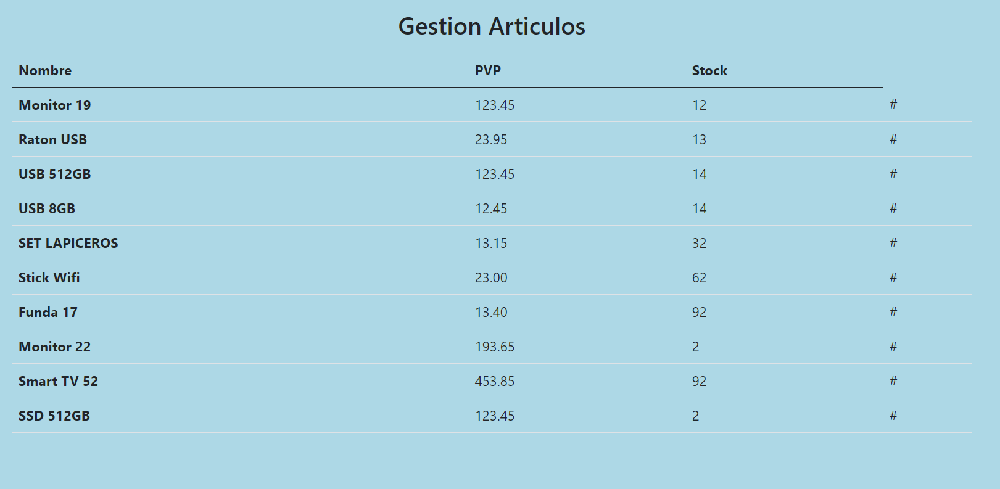 Gestion Articulos
Nombre PVP Stock
Monitor 19 123.45 12 #
Raton USB 23.95 13 #
USB 512GB 123.45 14 #
USB 8GB 12.45 14 #
SET LAPICEROS 13.15 32 #
Stick Wifi 23.00 62 #
Funda 17 13.40 92 #
Monitor 22 193.65 2 #
Smart TV 52 453.85 92 #
SSD 512GB 123.45 2 #